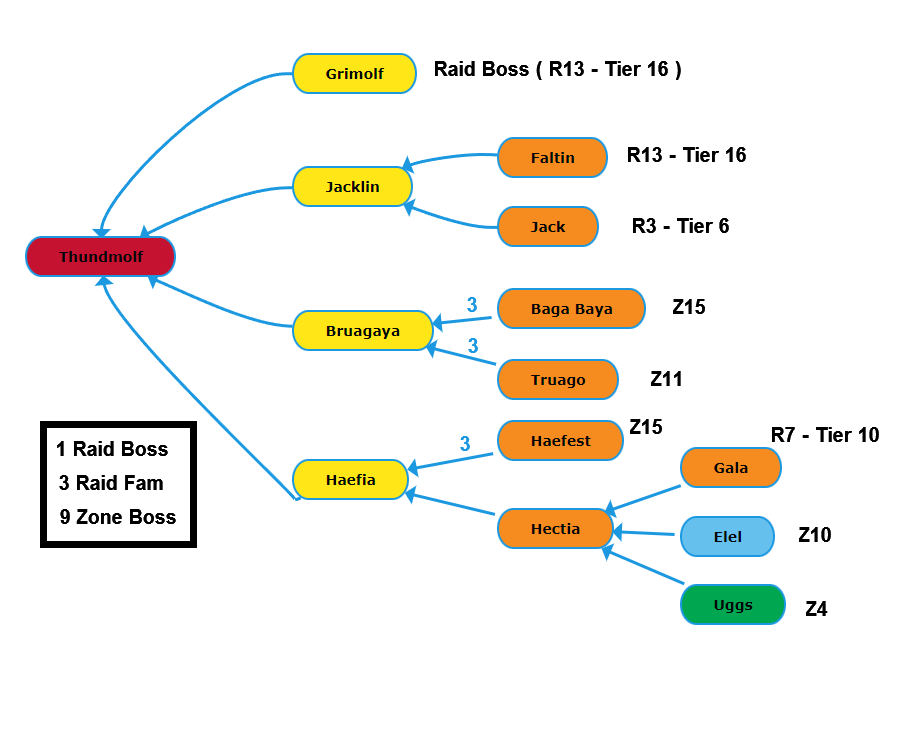 Grimolf
Raid Boss ( R13 - Tier 16 )
Faltin
R13 - Tier 16
Jacklin
Jack
R3 - Tier 6
Thundmolf
3
Baga Baya
Z15
Bruagaya
3
Truago
Z11
Haefest
Z15
3
R7 - Tier 10
Gala
Haefia
Hectia
Elel
Z10
Uggs
Z4
1 Raid Boss
3 Raid Fam
9 Zone Boss